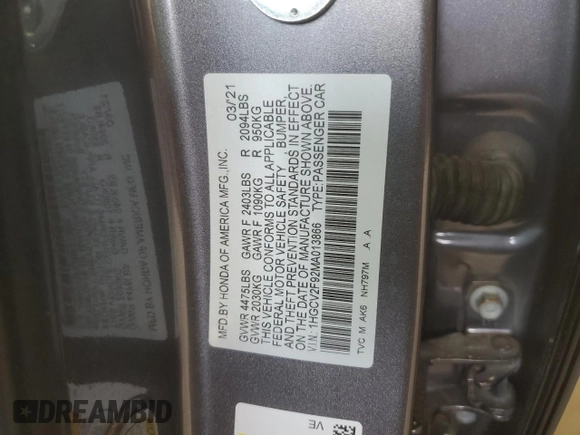 MFD.BY HONDA OF AMERICA MFG.,INC. 03/21
GVWR 4475LBS GAWR F 2403LBS R 2094LBS
GVWR 2030KG GAWR F 1090KG R 950KG
THIS VEHICLE CONFORMS TO ALL APPLICABLE
FEDERAL MOTOR VEHICLE SAFETY , BUMPER,
AND THEFT PREVENTION STANDARDS IN EFFECT
ON THE DATE OF MANUFACTURE SHOWN ABOVE.
V.I.N: 1HGCV2F92MA013866 TYPE:PASSENGER CAR
TVC M AK6 NH797M A A
VE
DREAMBID